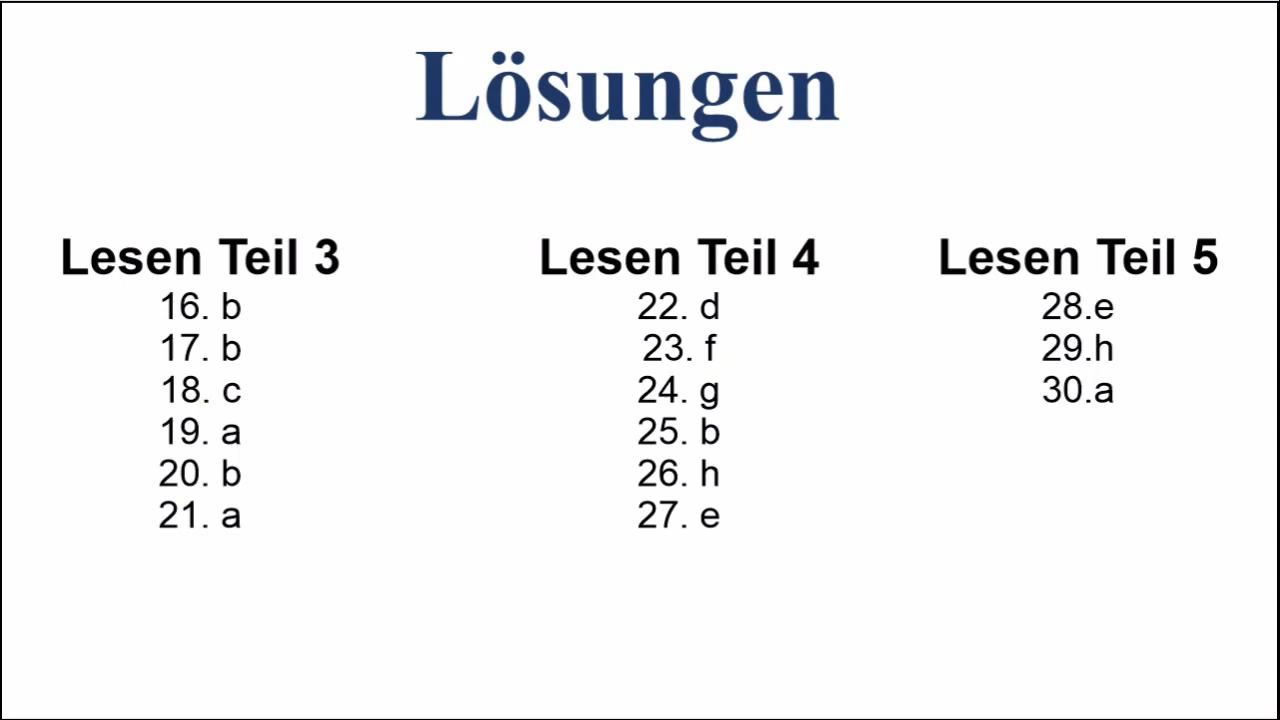 Lösungen
Lesen Teil 3
16. b
17. b
18. c
19. a
20. b
21. a
Lesen Teil 4
22. d
23. f
24. g
25. b
26. h
27. e
Lesen Teil 5
28.e
29.h
30.a